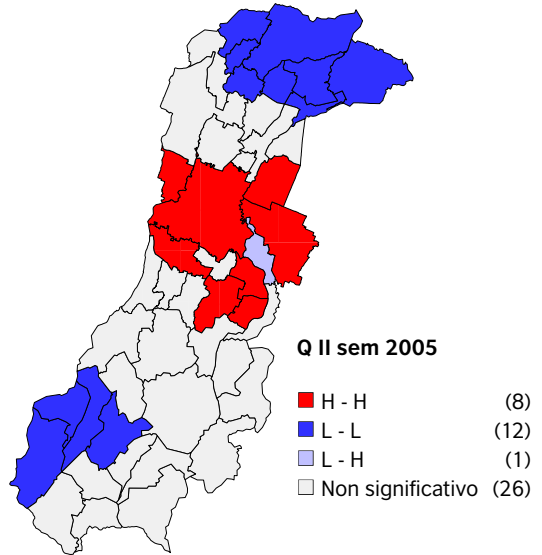 Q II sem 2005
H - H (8)
L - L (12)
L - H (1)
Non significativo (26)